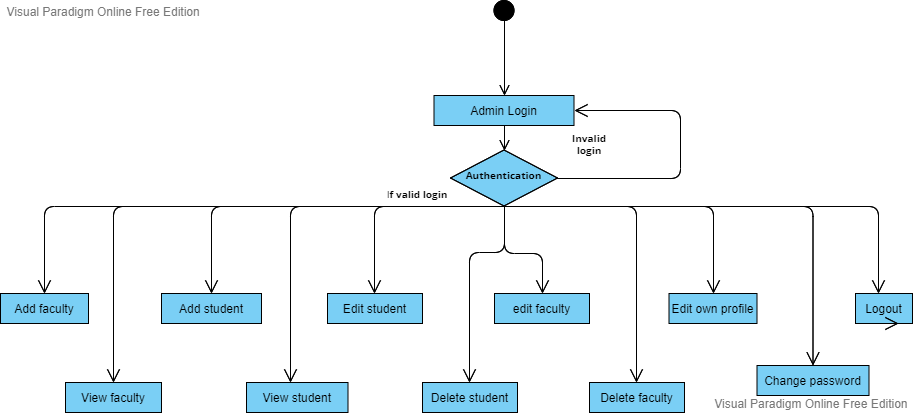 Visual Paradigm Online Free Edition
Admin Login
Invalid
login
Authentication
If valid login
Add faculty
Add student
Edit student
edit faculty
Edit own profile
Logout
Change password
View faculty
View student
Delete student
Delete faculty
Visual Paradigm Online Free Edition